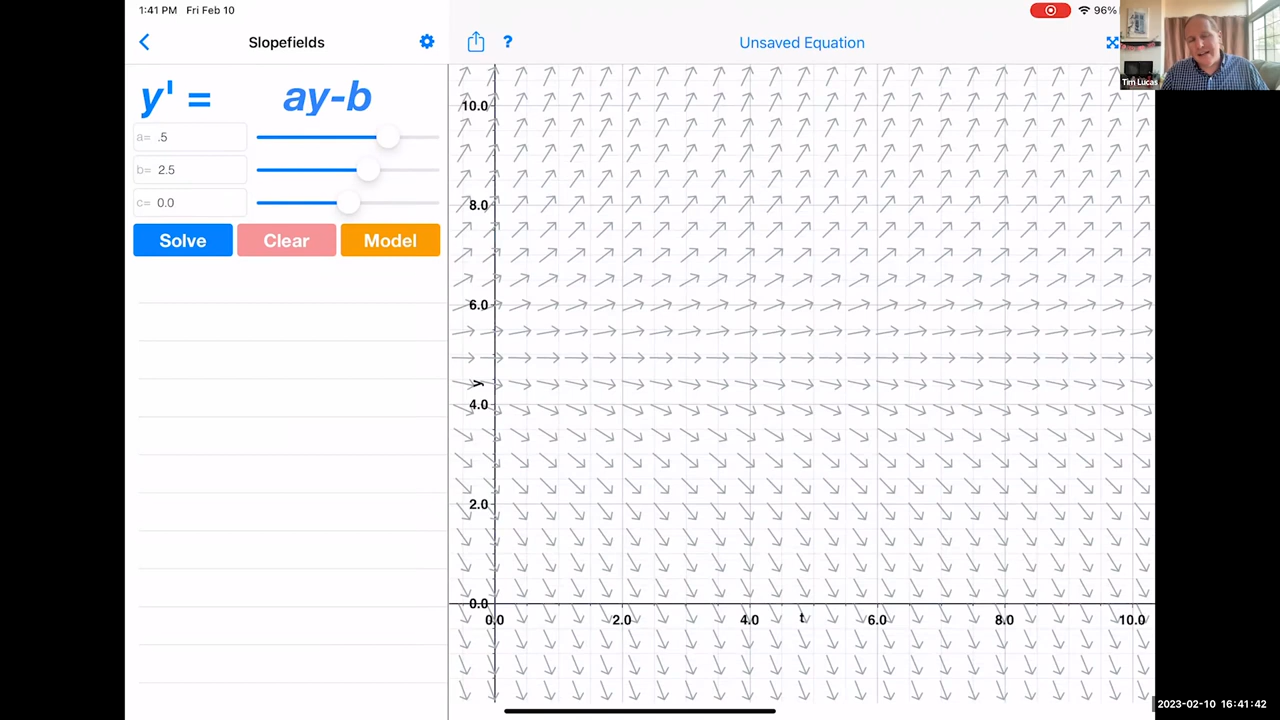 1:41 PM Fri Feb 10
96%
Slopefields
?
Unsaved Equation
Tim Lucas
y' = ay-b
a= .5
b= 2.5
c= 0.0
Solve Clear Model
10.0
8.0
6.0
y
4.0
2.0
0.0
0.0 2.0 4.0 t 6.0 8.0 10.0
2023-02-10 16:41:42